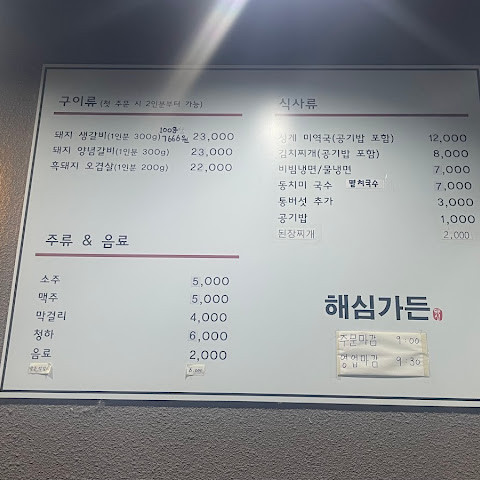 구이류 (첫 주문 시 2인분부터 가능)
돼지 생갈비(1인분 300g) 100g 7666원 23,000
돼지 양념갈비(1인분 300g) 23,000
흑돼지 오겹살(1인분 200g) 22,000
주류 & 음료
소주 5,000
맥주 5,000
막걸리 4,000
청하 6,000
음료 2,000
식사류
성게 미역국(공기밥 포함) 12,000
김치찌개(공기밥 포함) 8,000
비빔냉면/물냉면 7,000
동치미 국수 멸치국수 7,000
통버섯 추가 3,000
공기밥 1,000
된장찌개 2,000
해심가든
주문마감 9:00
영업마감 9:30